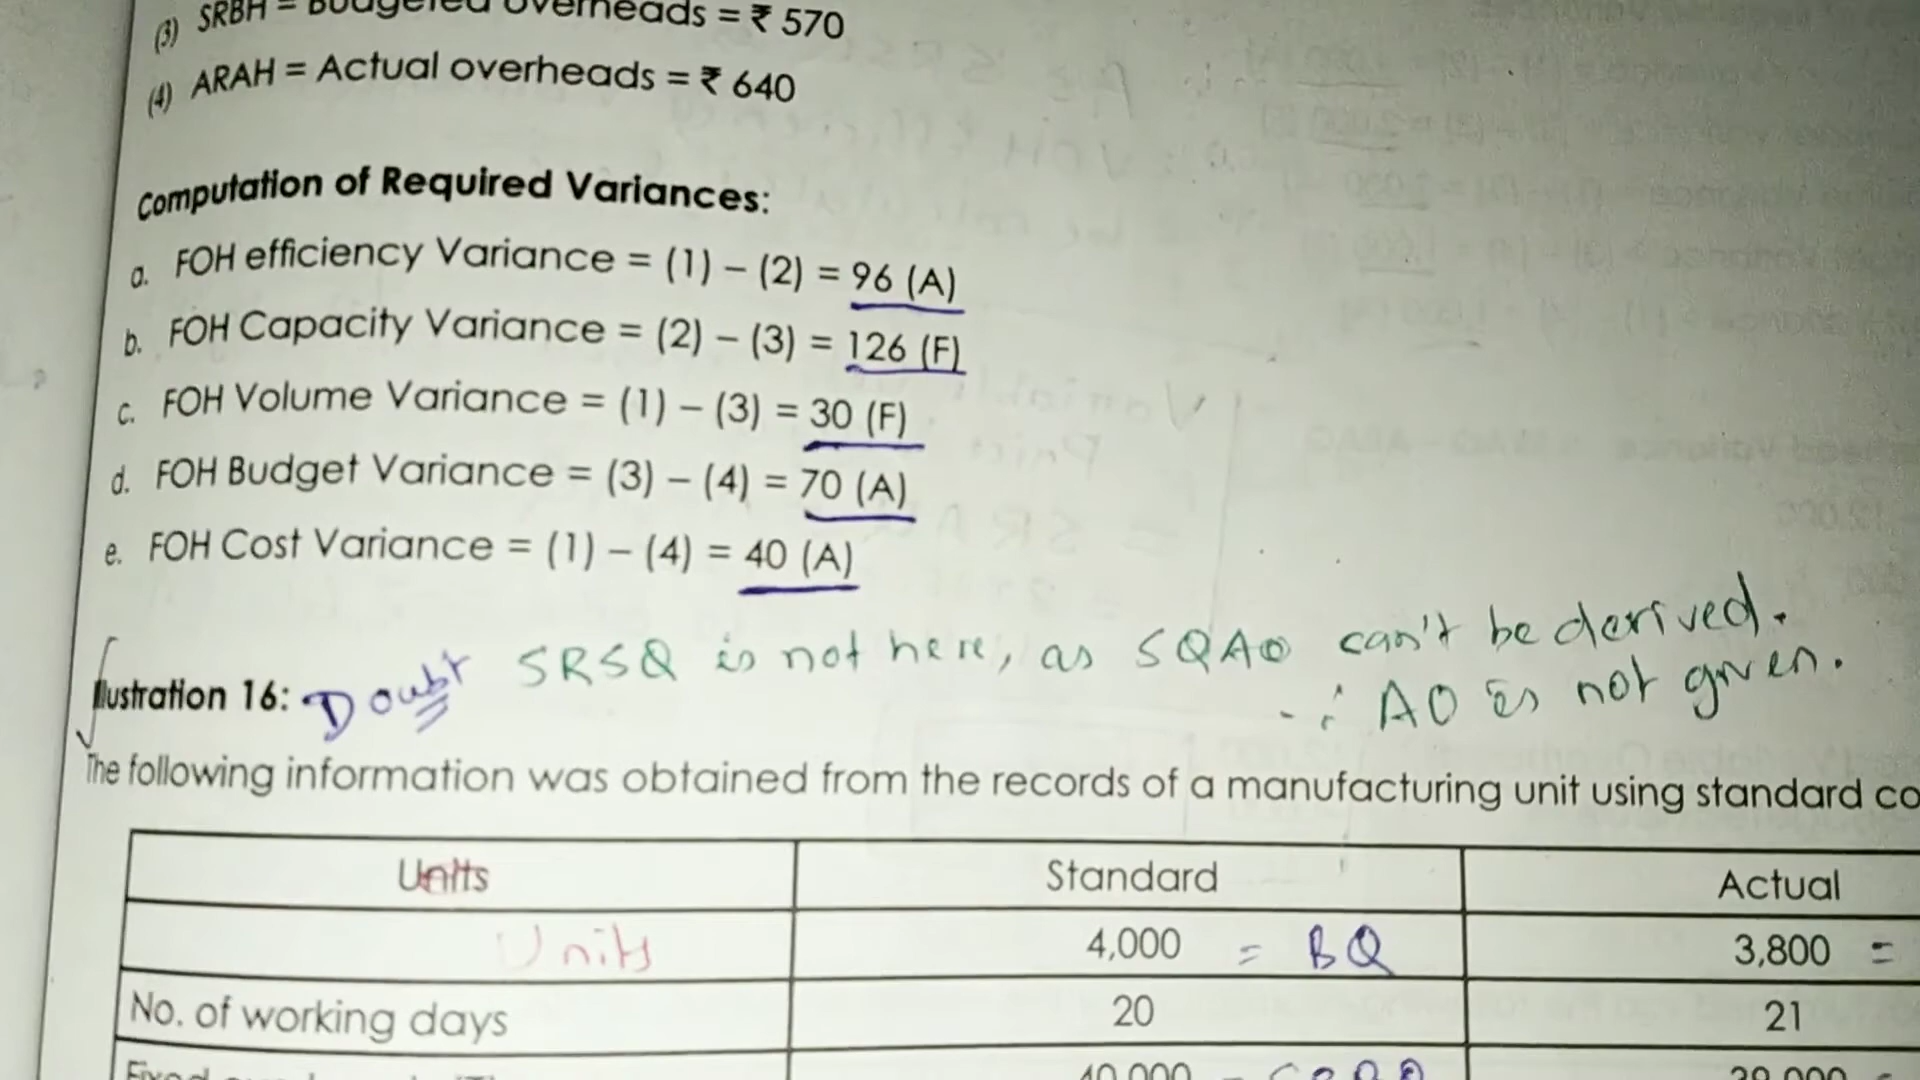 (3) SRBH = Budgeted Overheads = ₹ 570
(4) ARAH = Actual overheads = ₹ 640
Computation of Required Variances:
a. FOH efficiency Variance = (1) – (2) = 96 (A)
b. FOH Capacity Variance = (2) – (3) = 126 (F)
c. FOH Volume Variance = (1) – (3) = 30 (F)
d. FOH Budget Variance = (3) – (4) = 70 (A)
e. FOH Cost Variance = (1) – (4) = 40 (A)
SRSQ is not here, as SQAO can't be derived.
∵ AO is not given.
Illustration 16: Doubt
The following information was obtained from the records of a manufacturing unit using standard co
Units Standard Actual
Units 4,000 = BQ 3,800 =
No. of working days 20 21
40,000 39,000